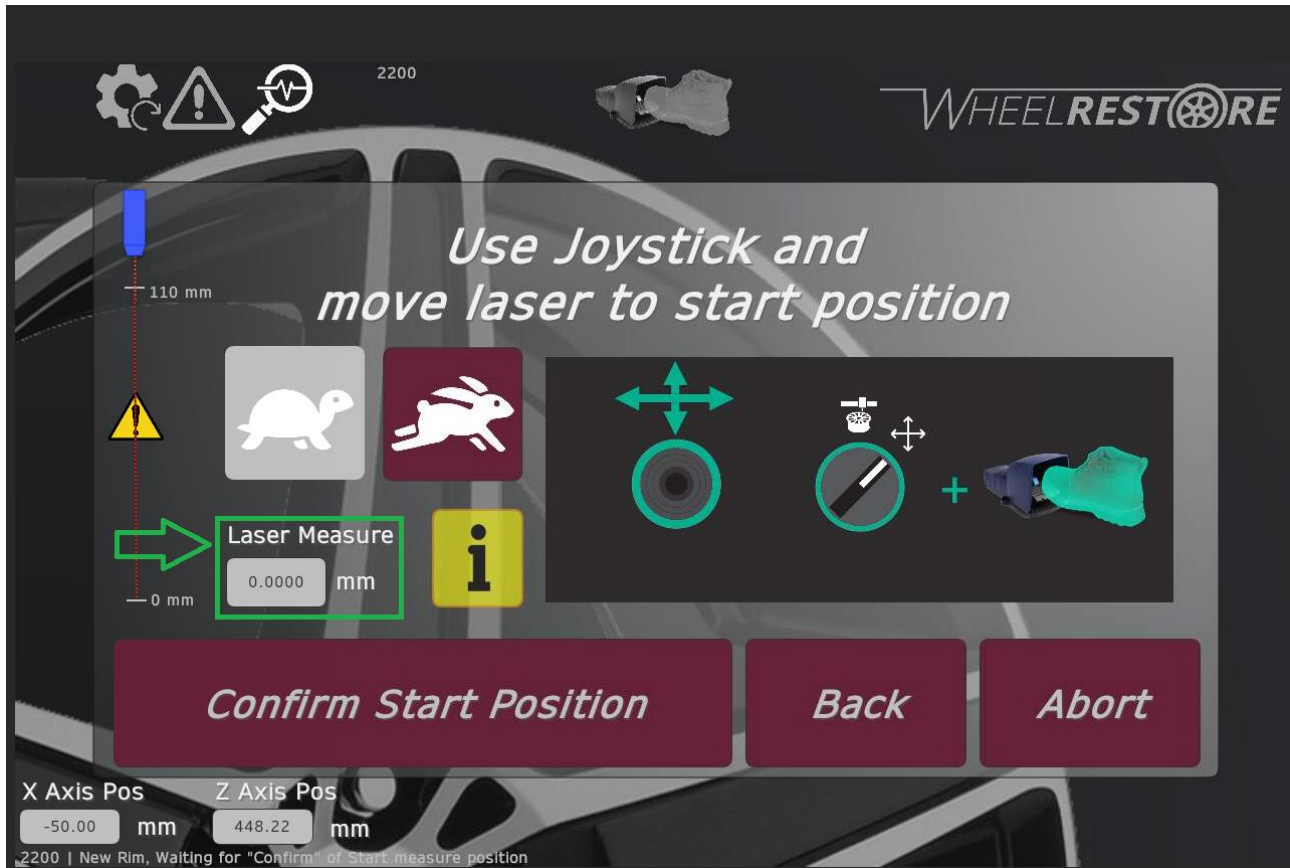 2200
WHEELRESTORE
Use Joystick and
move laser to start position
110 mm
Laser Measure
0.0000 mm
0 mm
Confirm Start Position
Back
Abort
X Axis Pos
Z Axis Pos
-50.00 mm
448.22 mm
2200 | New Rim, Waiting for "Confirm" of Start measure position